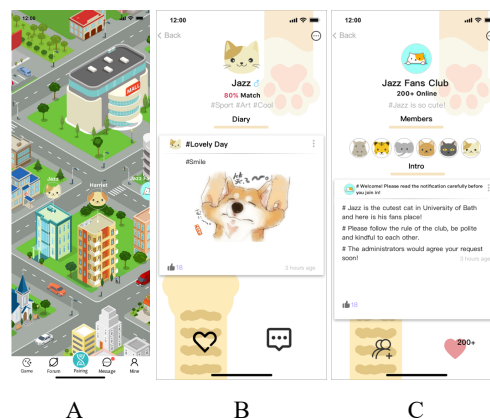 12:00
MALL
Jazz
Harriet
Game
Forum
Pairing
Message
Mine
A
12:00
Back
Jazz
80% Match
#Sport #Art #Cool
Diary
#Lovely Day
#Smile
18
3 hours ago
B
12:00
Back
Jazz Fans Club
200+ Online
#Jazz is so cute!
Members
Intro
# Welcome! Please read the notification carefully before
you join in!
# Jazz is the cutest cat in University of Bath
and here is his fans place!
# Please follow the rule of the club, be polite
and kindful to each other.
# The administrators would agree your request
soon!
3 hours ago
18
200+
C